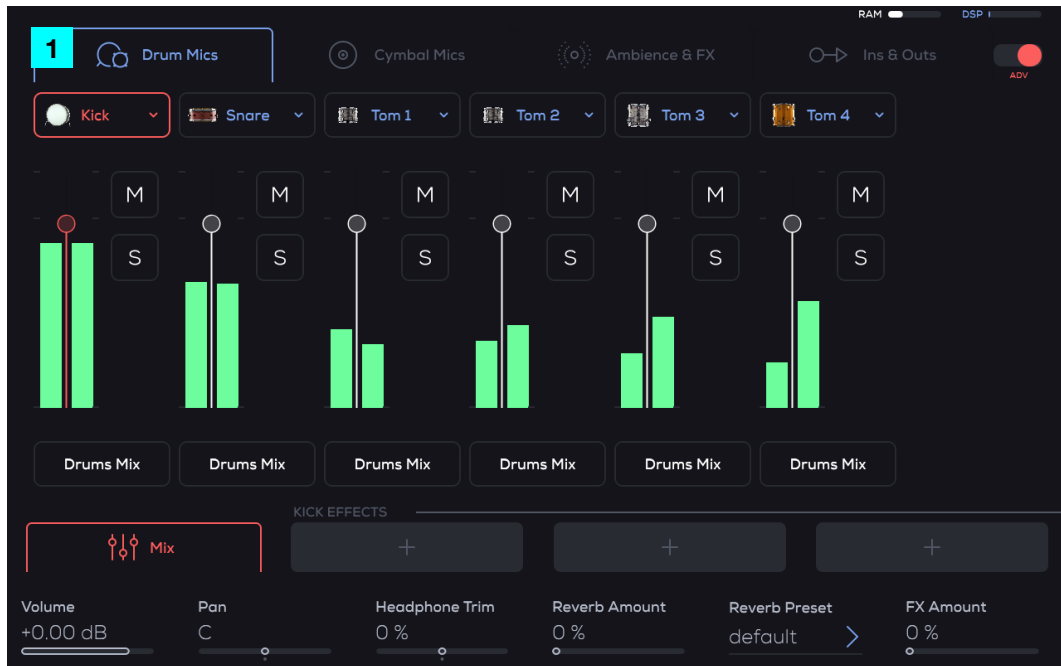 RAM DSP
1 Drum Mics Cymbal Mics Ambience & FX Ins & Outs
ADV
Kick Snare Tom 1 Tom 2 Tom 3 Tom 4
M M M M M M
S S S S S S
Drums Mix Drums Mix Drums Mix Drums Mix Drums Mix Drums Mix
KICK EFFECTS
Mix + + +
Volume Pan Headphone Trim Reverb Amount Reverb Preset FX Amount
+0.00 dB C 0 % 0 % default 0 %